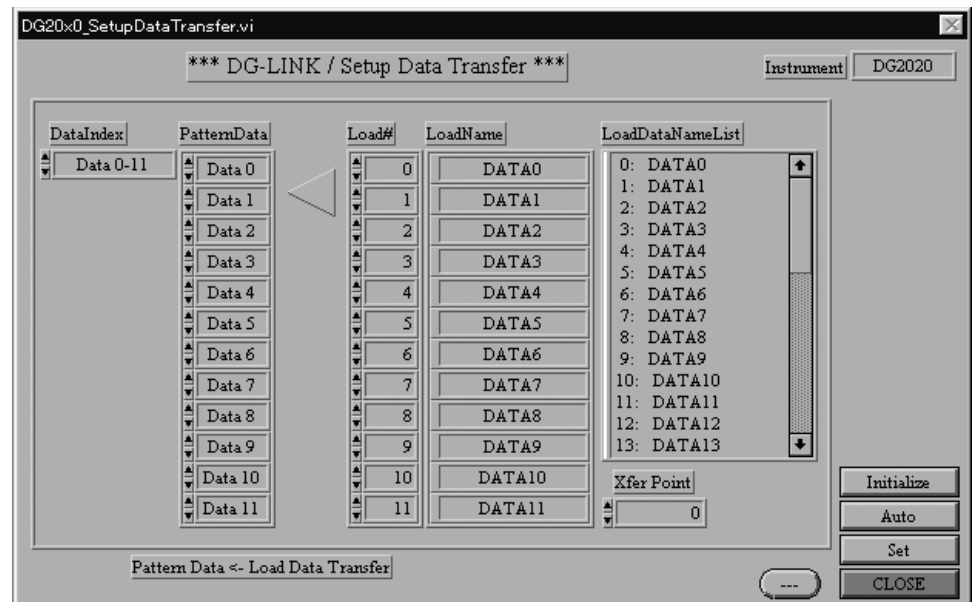 DG20x0_SetupDataTransfer.vi
*** DG-LINK / Setup Data Transfer ***
Instrument DG2020
DataIndex PatternData Load# LoadName LoadDataNameList
Data 0-11
Data 0 0 DATA0
Data 1 1 DATA1
Data 2 2 DATA2
Data 3 3 DATA3
Data 4 4 DATA4
Data 5 5 DATA5
Data 6 6 DATA6
Data 7 7 DATA7
Data 8 8 DATA8
Data 9 9 DATA9
Data 10 10 DATA10
Data 11 11 DATA11
0: DATA0
1: DATA1
2: DATA2
3: DATA3
4: DATA4
5: DATA5
6: DATA6
7: DATA7
8: DATA8
9: DATA9
10: DATA10
11: DATA11
12: DATA12
13: DATA13
Xfer Point
0
Initialize
Auto
Set
CLOSE
---
Pattern Data <- Load Data Transfer